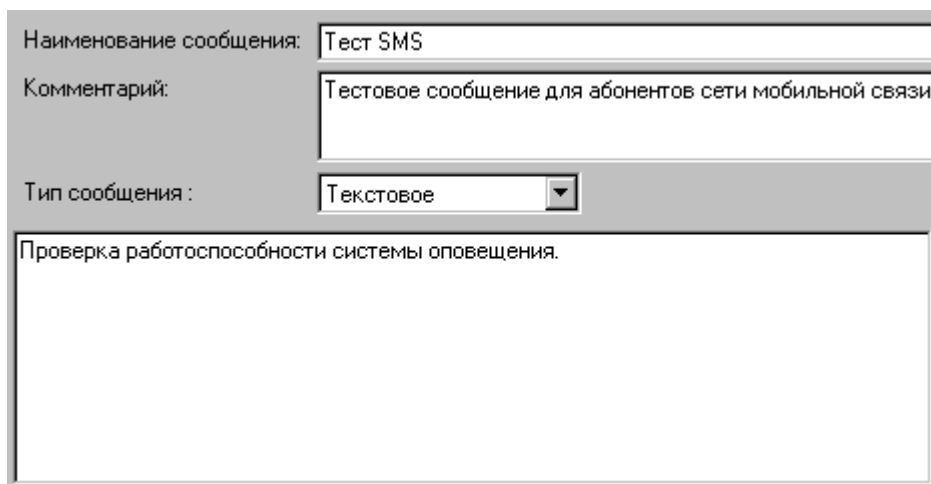 Наименование сообщения: Тест SMS
Комментарий: Тестовое сообщение для абонентов сети мобильной связи
Тип сообщения : Текстовое
Проверка работоспособности системы оповещения.